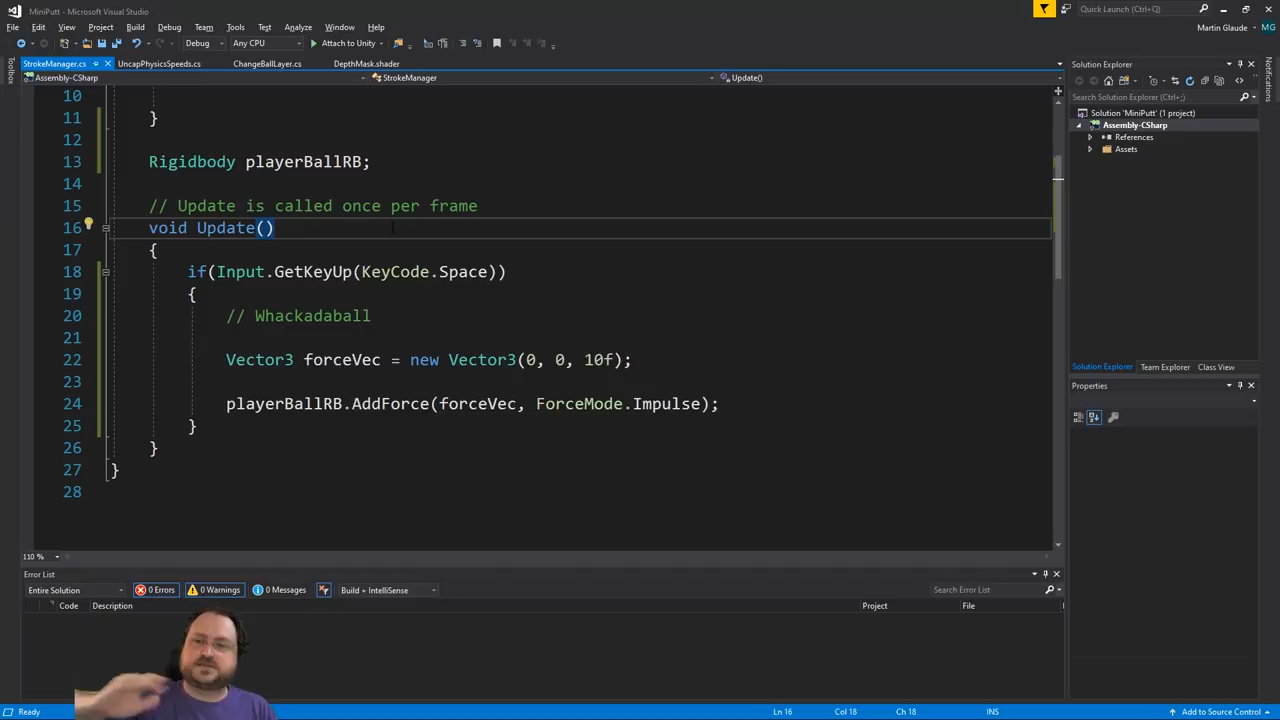 MiniPutt - Microsoft Visual Studio
Quick Launch (Ctrl+Q)
File Edit View Project Build Debug Team Tools Test Analyze Window Help
Martin Glaude MG
Debug Any CPU Attach to Unity
Toolbox
StrokeManager.cs UncapPhysicsSpeeds.cs ChangeBallLayer.cs DepthMask.shader
Assembly-CSharp StrokeManager Update()
10
11 }
12
13 Rigidbody playerBallRB;
14
15 // Update is called once per frame
16 void Update()
17 {
18 if(Input.GetKeyUp(KeyCode.Space))
19 {
20 // Whackadaball
21
22 Vector3 forceVec = new Vector3(0, 0, 10f);
23
24 playerBallRB.AddForce(forceVec, ForceMode.Impulse);
25 }
26 }
27 }
28
110 %
Solution Explorer
Search Solution Explorer (Ctrl+;)
Solution 'MiniPutt' (1 project)
Assembly-CSharp
References
Assets
Solution Explorer Team Explorer Class View
Properties
Notifications
Error List
Entire Solution 0 Errors 0 Warnings 0 Messages Build + IntelliSense Search Error List
Code Description Project File
Ready Ln 16 Col 18 Ch 18 INS Add to Source Control